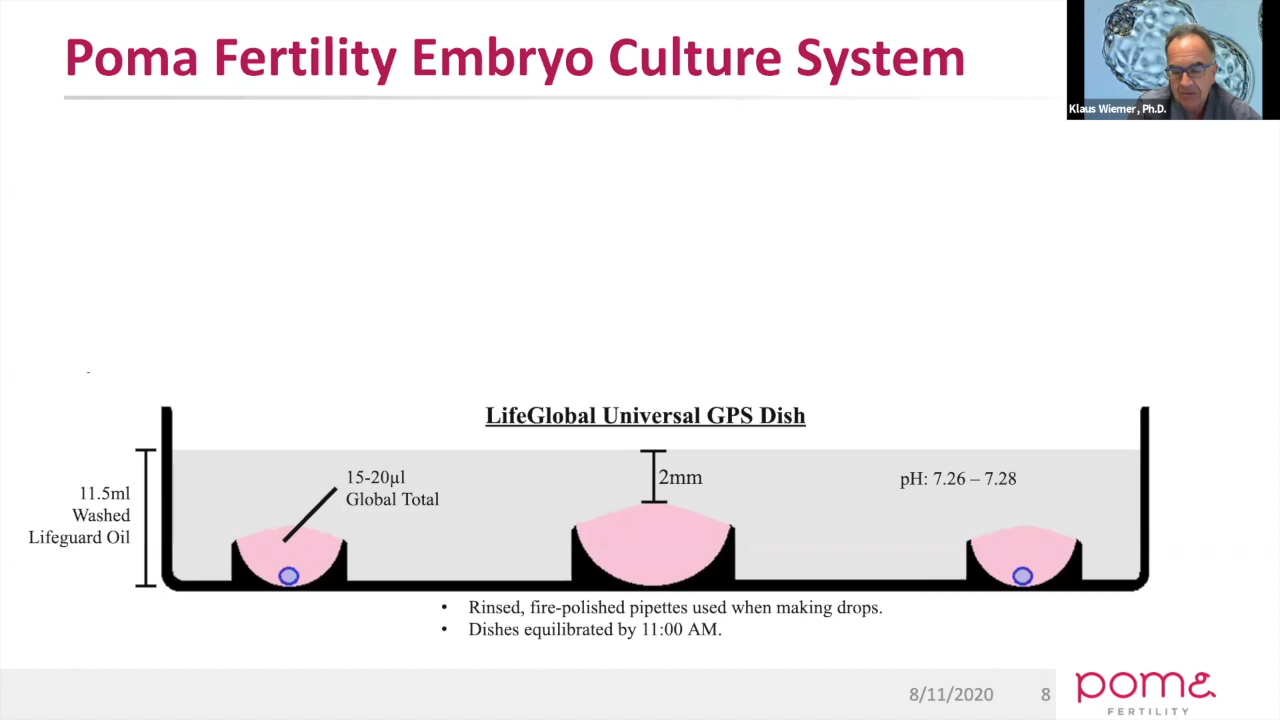 Poma Fertility Embryo Culture System
Klaus Wiemer, Ph.D.
LifeGlobal Universal GPS Dish
11.5ml
Washed
Lifeguard Oil
15-20µl
Global Total
2mm
pH: 7.26 – 7.28
• Rinsed, fire-polished pipettes used when making drops.
• Dishes equilibrated by 11:00 AM.
8/11/2020
8
poma
FERTILITY